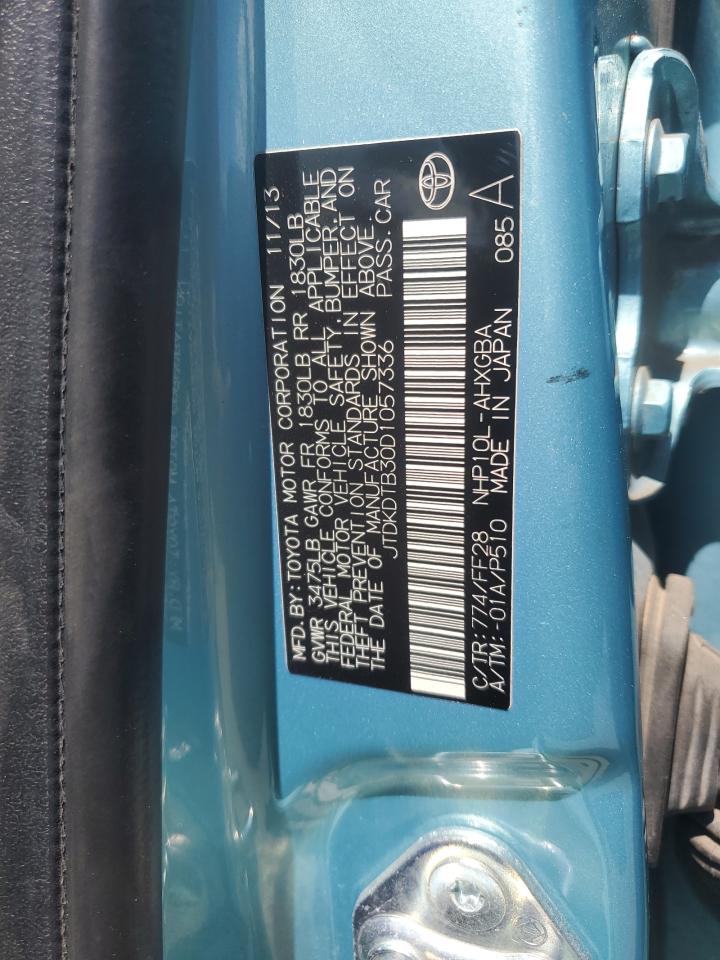 MFD.BY:TOYOTA MOTOR CORPORATION 11/13
GVWR 3475LB GAWR FR 1830LB RR 1830LB
THIS VEHICLE CONFORMS TO ALL APPLICABLE
FEDERAL MOTOR VEHICLE SAFETY,BUMPER,AND
THEFT PREVENTION STANDARDS IN EFFECT ON
THE DATE OF MANUFACTURE SHOWN ABOVE
JTDKDTB30D1057336 PASS.CAR
C/TR:774/FF28 NHP10L-AHXGBA
A/TM:-01A/P510 MADE IN JAPAN 085 A